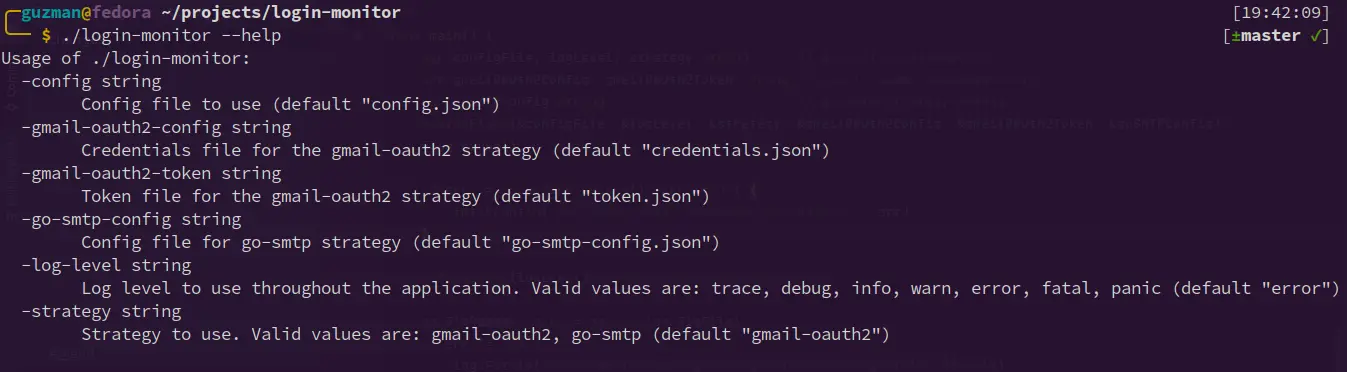 guzman@fedora ~/projects/login-monitor [19:42:09]
$ ./login-monitor --help [±master ✓]
Usage of ./login-monitor:
  -config string
        Config file to use (default "config.json")
  -gmail-oauth2-config string
        Credentials file for the gmail-oauth2 strategy (default "credentials.json")
  -gmail-oauth2-token string
        Token file for the gmail-oauth2 strategy (default "token.json")
  -go-smtp-config string
        Config file for go-smtp strategy (default "go-smtp-config.json")
  -log-level string
        Log level to use throughout the application. Valid values are: trace, debug, info, warn, error, fatal, panic (default "error")
  -strategy string
        Strategy to use. Valid values are: gmail-oauth2, go-smtp (default "gmail-oauth2")